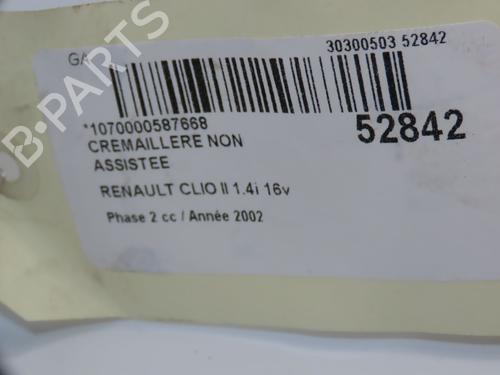 GA
30300503 52842
*1070000587668
52842
CREMAILLERE NON
ASSISTEE
RENAULT CLIO II 1.4i 16v
Phase 2 cc / Année 2002
B-PARTS